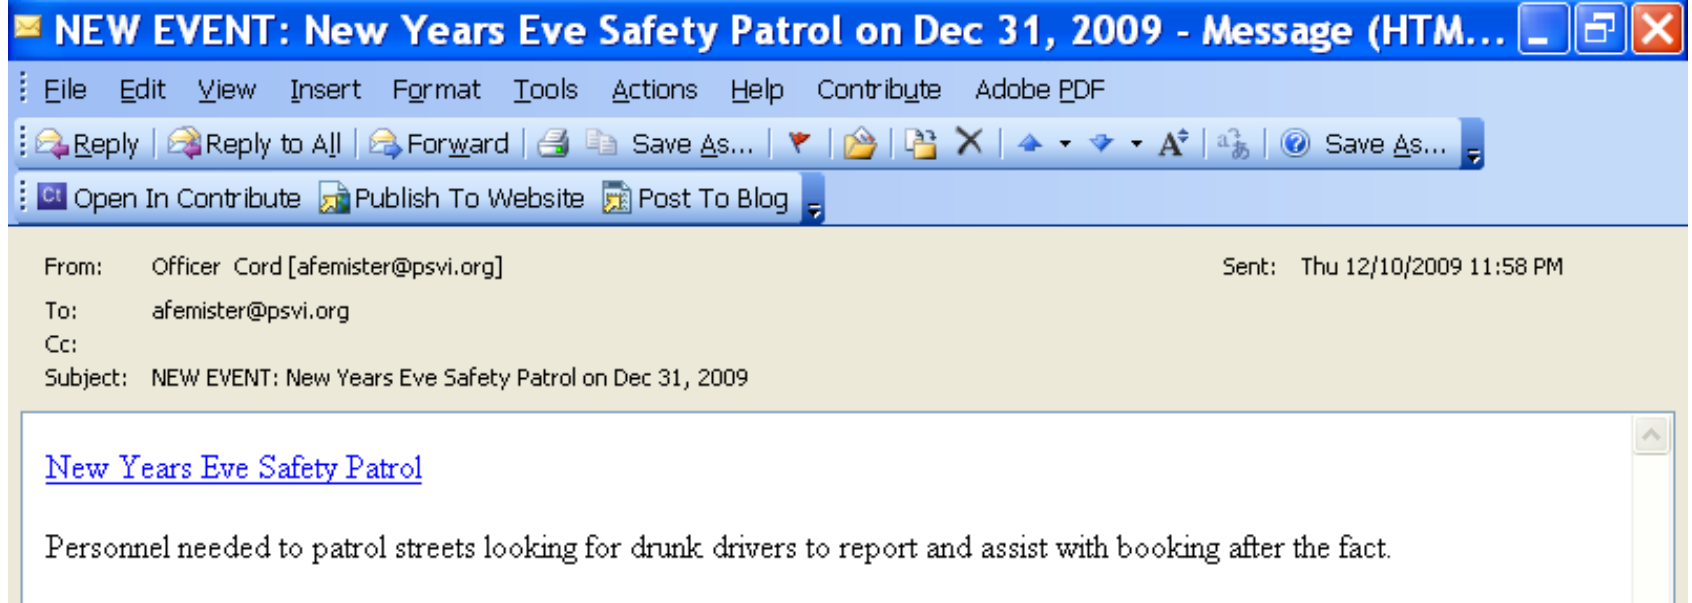 NEW EVENT: New Years Eve Safety Patrol on Dec 31, 2009 - Message (HTM...
File Edit View Insert Format Tools Actions Help Contribute Adobe PDF
Reply Reply to All Forward Save As... Save As...
Ct Open In Contribute Publish To Website Post To Blog
From: Officer Cord [afemister@psvi.org] Sent: Thu 12/10/2009 11:58 PM
To: afemister@psvi.org
Cc:
Subject: NEW EVENT: New Years Eve Safety Patrol on Dec 31, 2009
New Years Eve Safety Patrol
Personnel needed to patrol streets looking for drunk drivers to report and assist with booking after the fact.